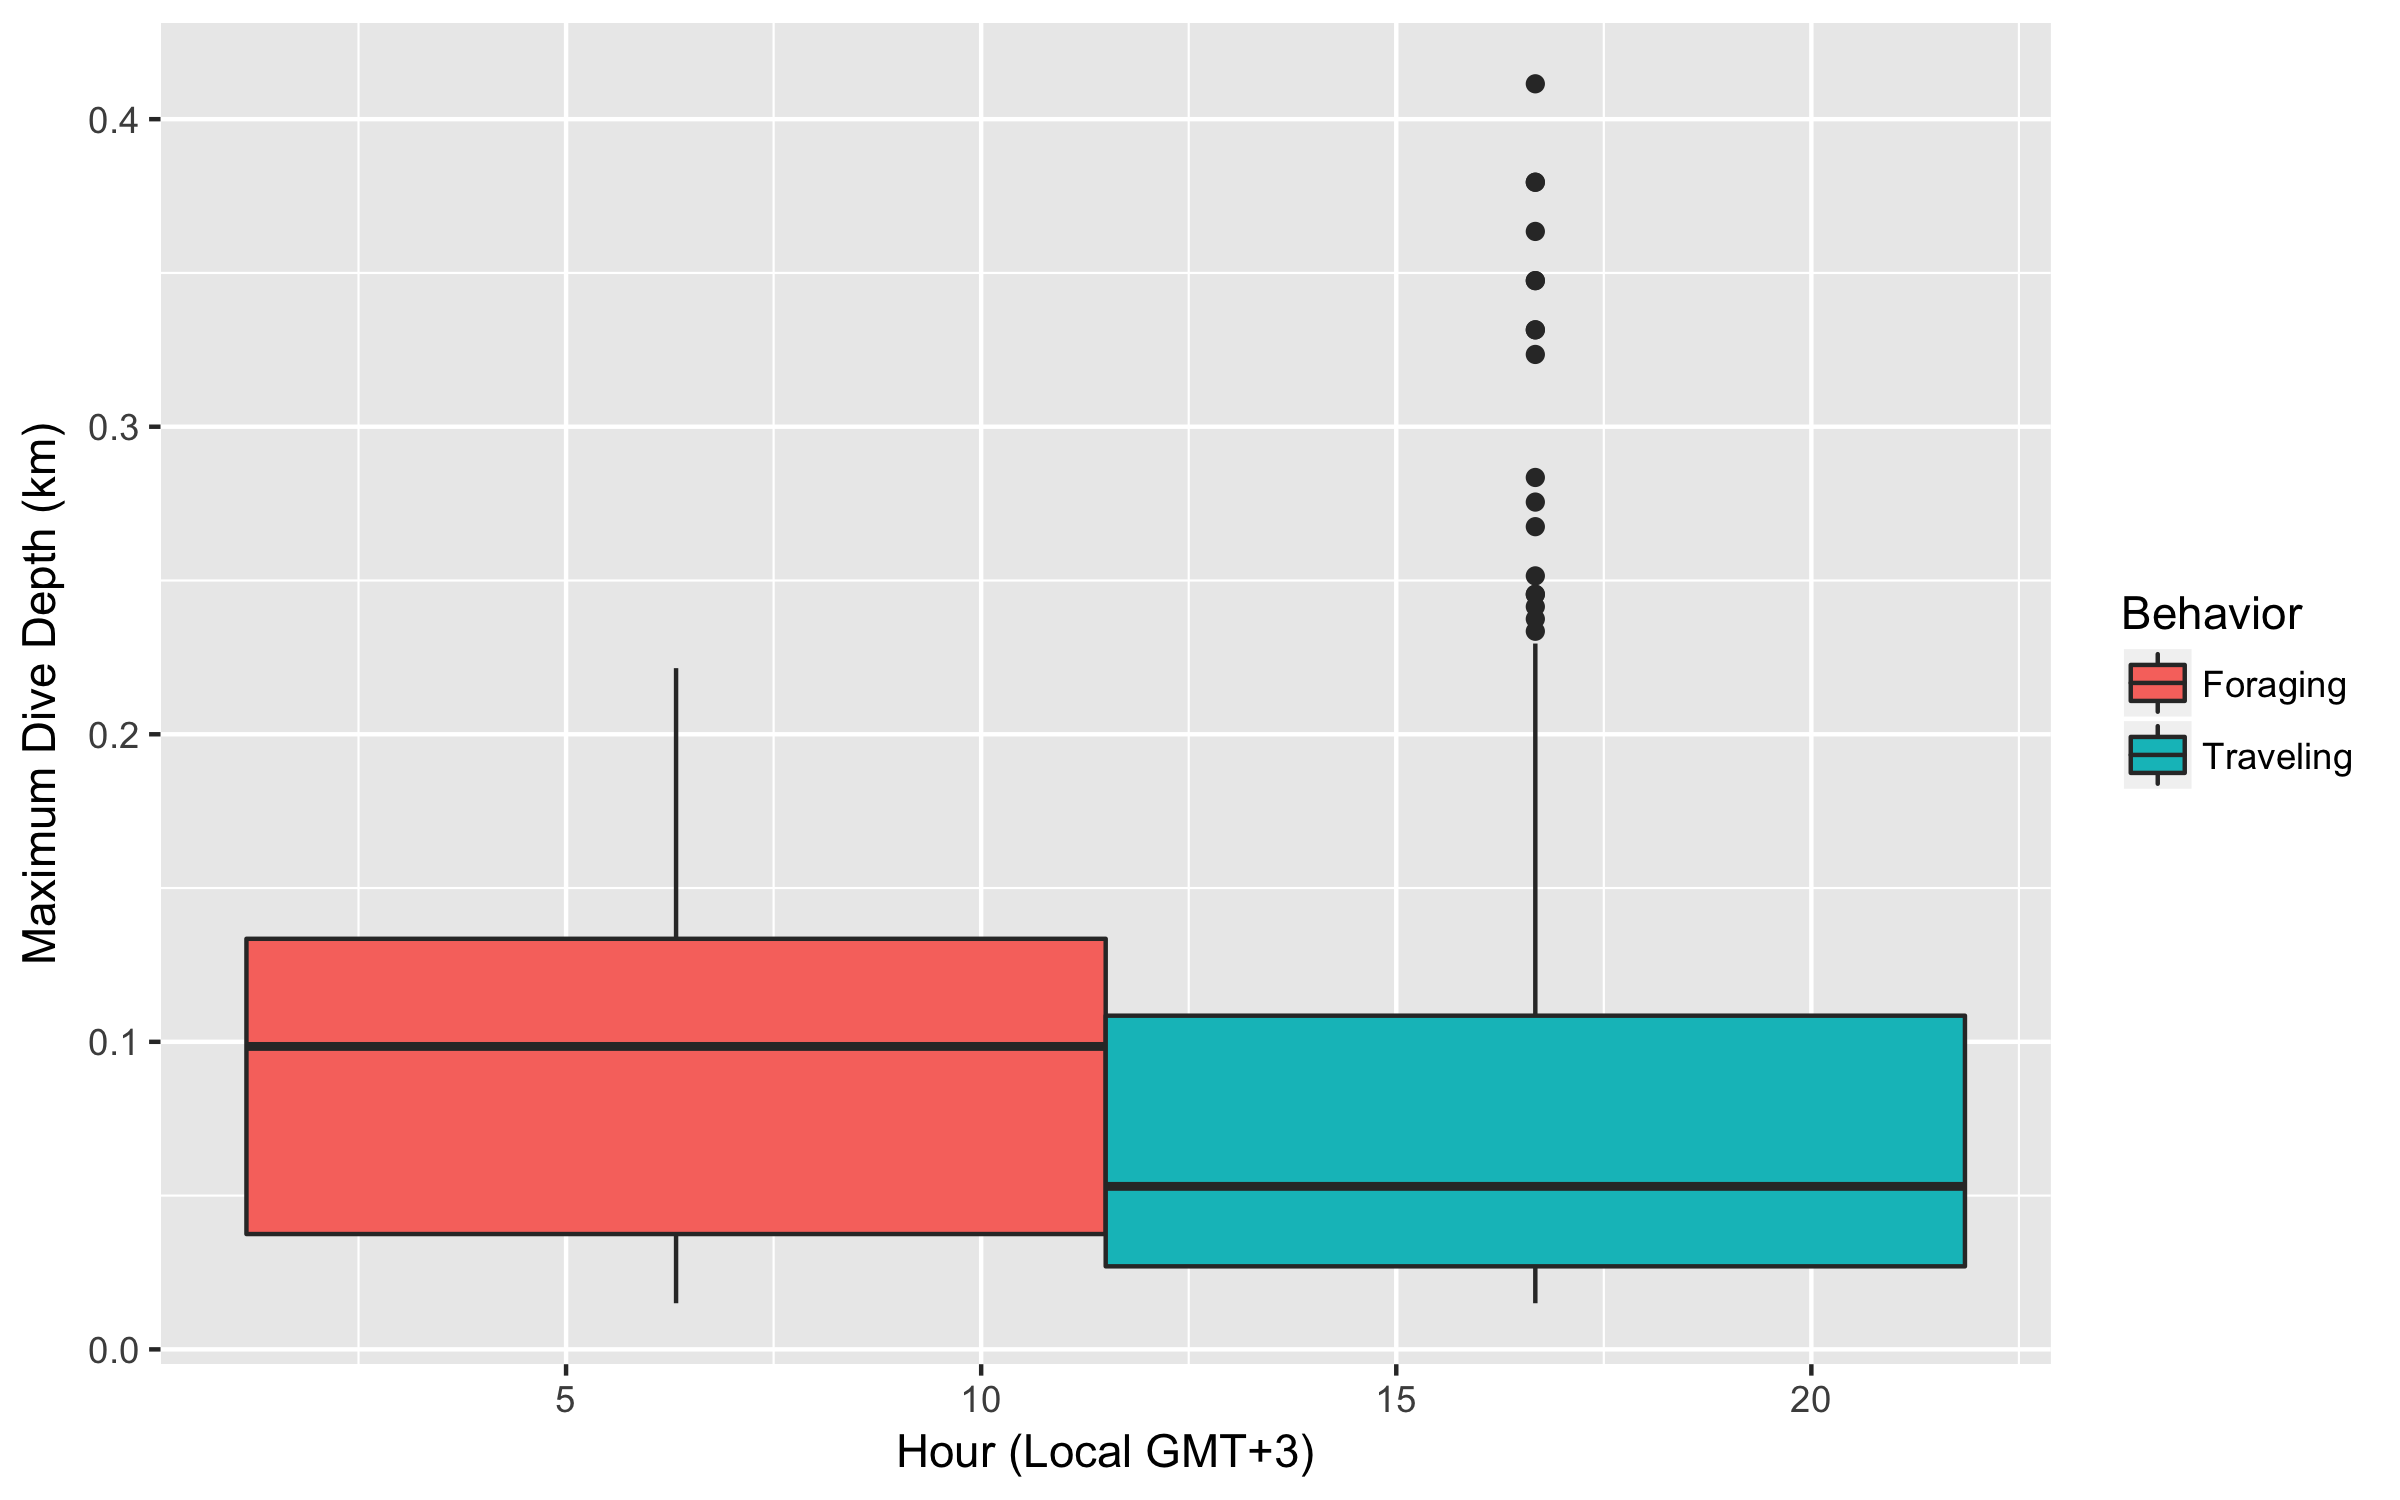 Maximum Dive Depth (km)
0.4
0.3
0.2
0.1
0.0
5
10
15
20
Hour (Local GMT+3)
Behavior
Foraging
Traveling